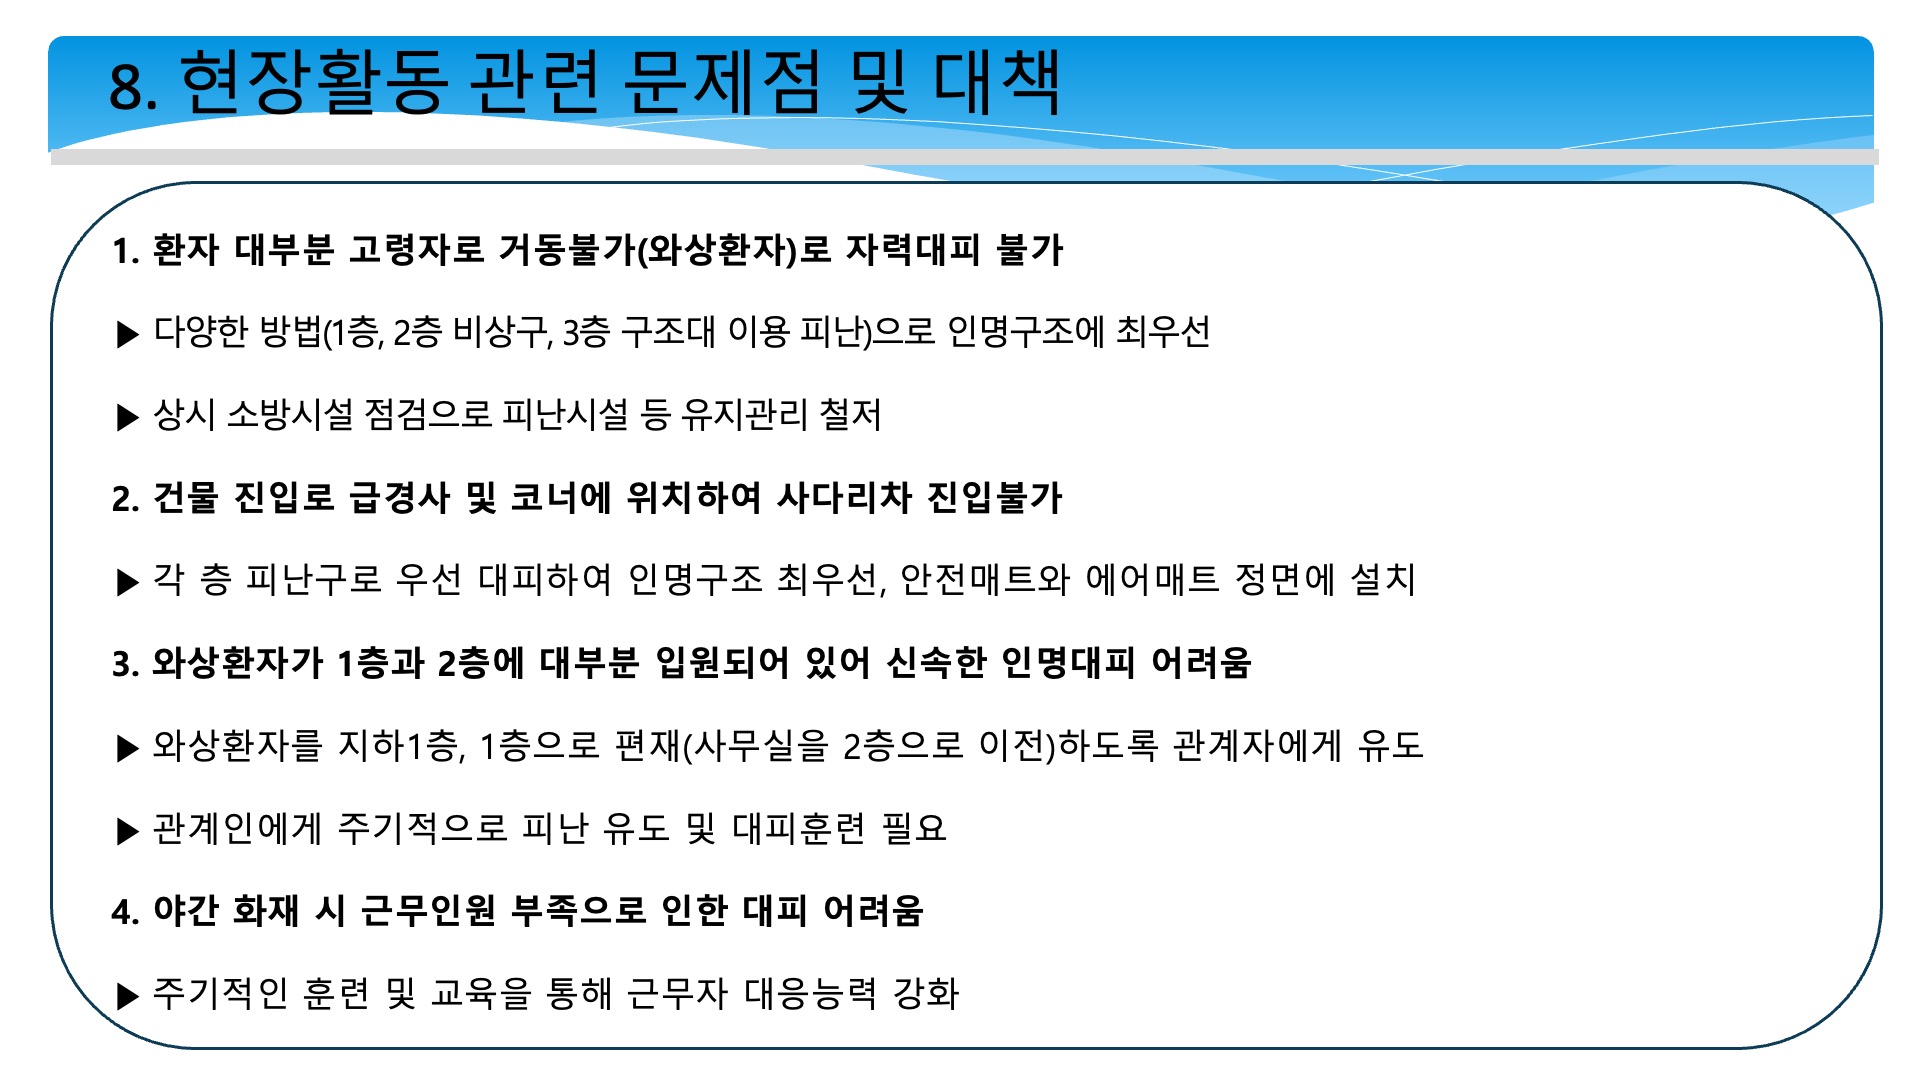 8. 현장활동 관련 문제점 및 대책
1. 환자 대부분 고령자로 거동불가(와상환자)로 자력대피 불가
▶ 다양한 방법(1층, 2층 비상구, 3층 구조대 이용 피난)으로 인명구조에 최우선
▶ 상시 소방시설 점검으로 피난시설 등 유지관리 철저
2. 건물 진입로 급경사 및 코너에 위치하여 사다리차 진입불가
▶ 각 층 피난구로 우선 대피하여 인명구조 최우선, 안전매트와 에어매트 정면에 설치
3. 와상환자가 1층과 2층에 대부분 입원되어 있어 신속한 인명대피 어려움
▶ 와상환자를 지하1층, 1층으로 편재(사무실을 2층으로 이전)하도록 관계자에게 유도
▶ 관계인에게 주기적으로 피난 유도 및 대피훈련 필요
4. 야간 화재 시 근무인원 부족으로 인한 대피 어려움
▶ 주기적인 훈련 및 교육을 통해 근무자 대응능력 강화